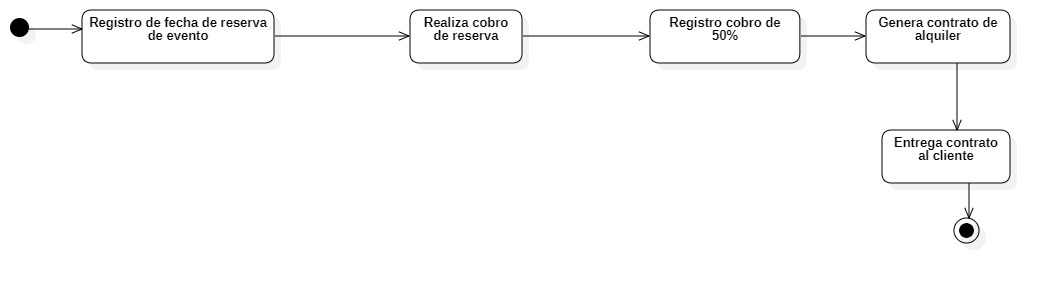 Registro de fecha de reserva
de evento
Realiza cobro
de reserva
Registro cobro de
50%
Genera contrato de
alquiler
Entrega contrato
al cliente